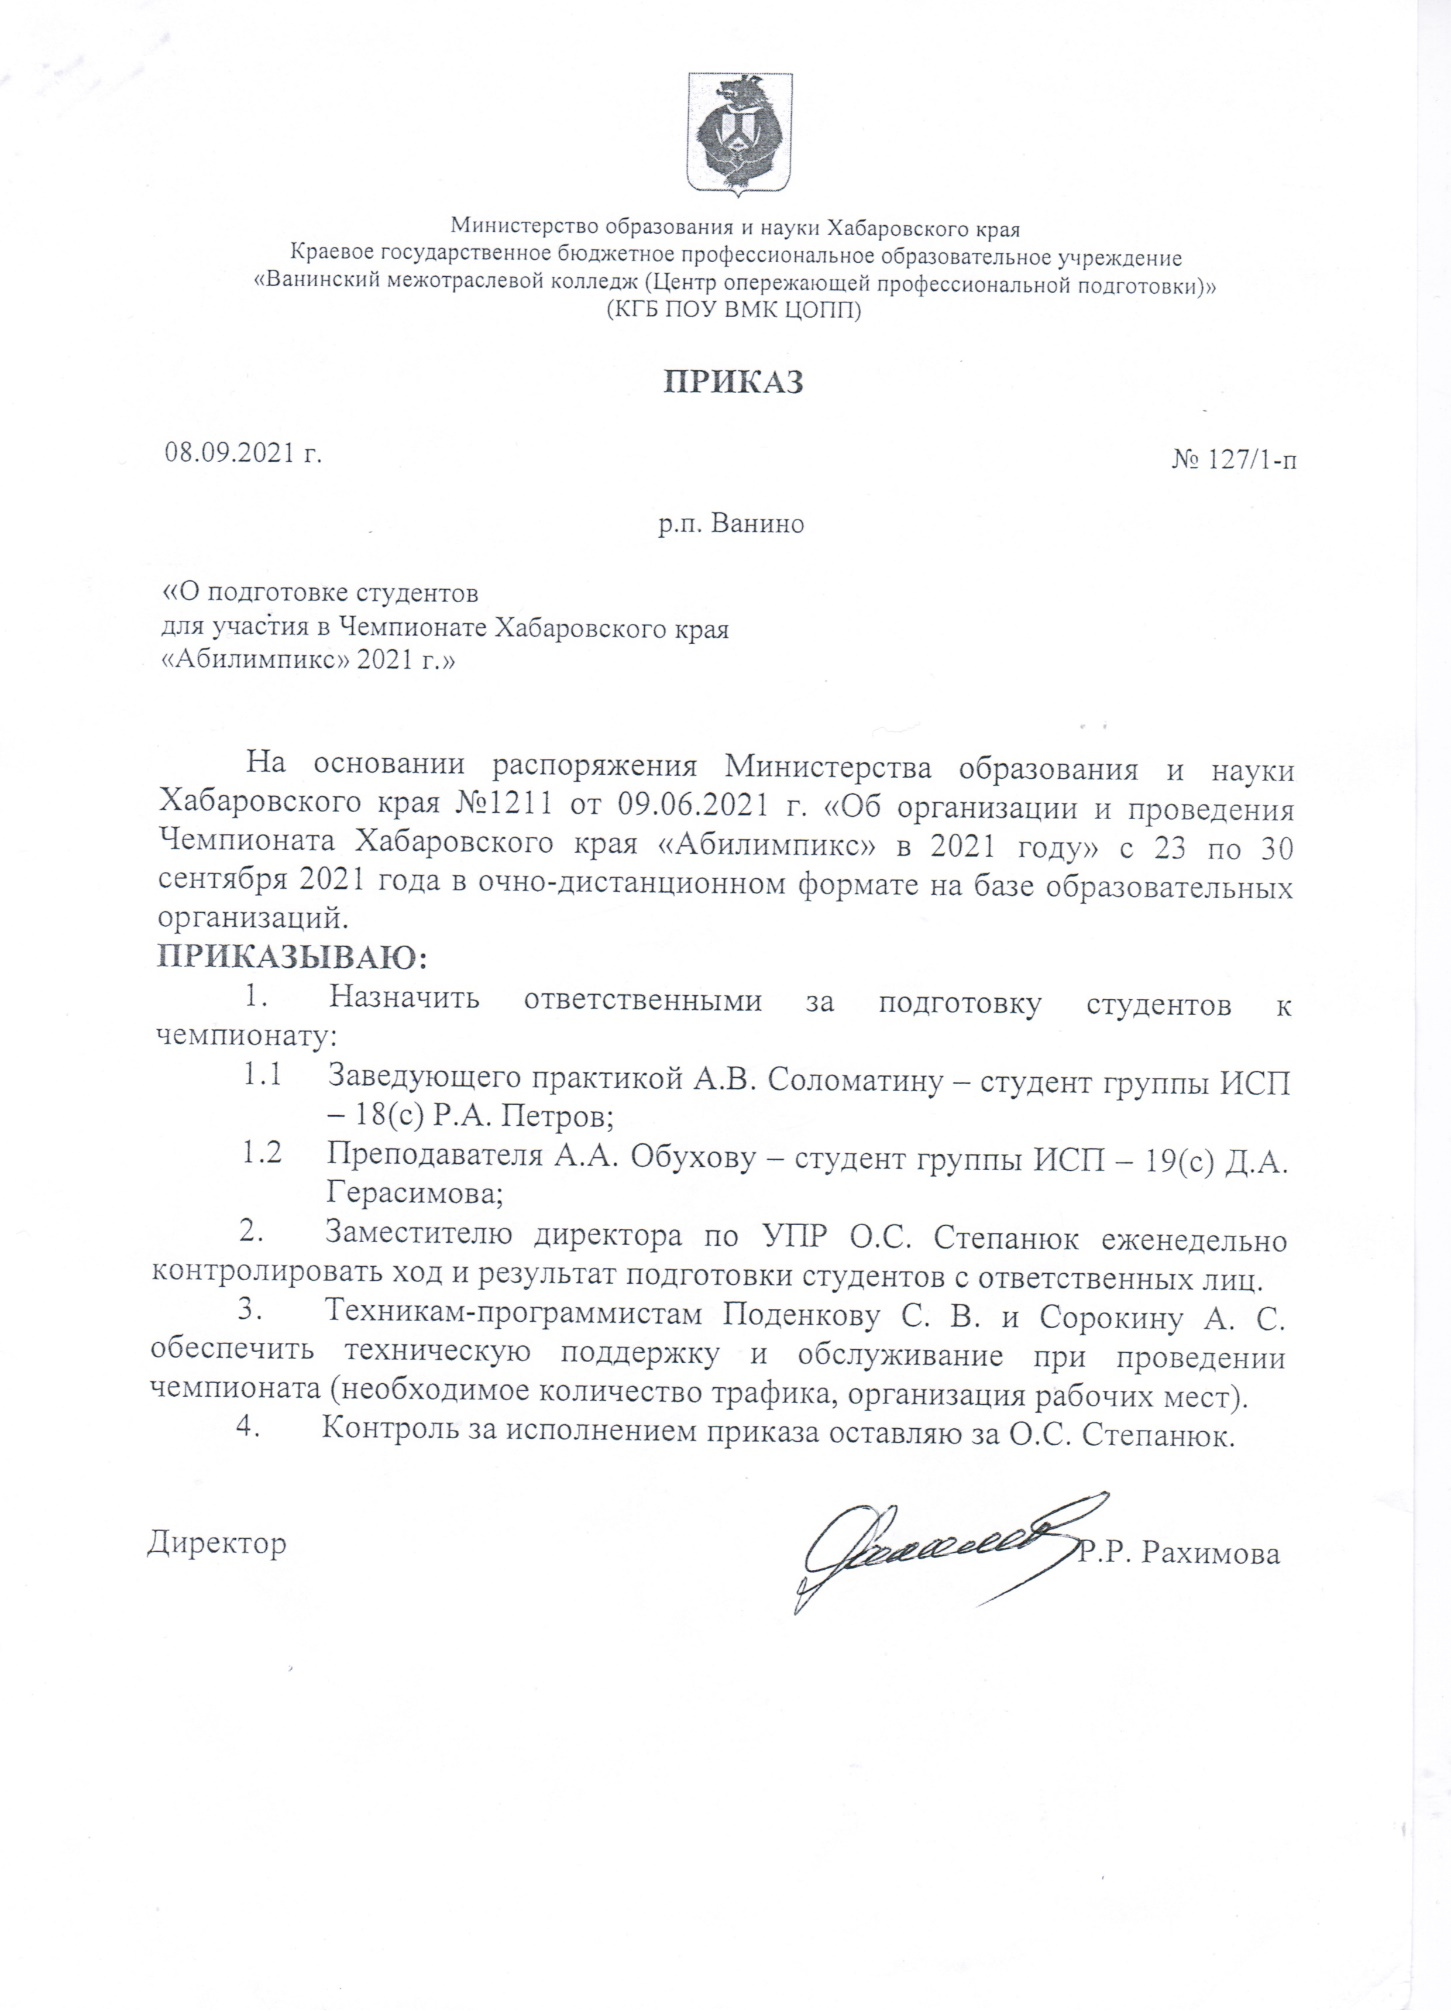 Министерство образования и науки Хабаровского края
Краевое государственное бюджетное профессиональное образовательное учреждение
«Ванинский межотраслевой колледж (Центр опережающей профессиональной подготовки)»
(КГБ ПОУ ВМК ЦОПП)
ПРИКАЗ
08.09.2021 г.
№ 127/1-п
р.п. Ванино
«О подготовке студентов
для участия в Чемпионате Хабаровского края
«Абилимпикс» 2021 г.»
На основании распоряжения Министерства образования и науки
Хабаровского края №1211 от 09.06.2021 г. «Об организации и проведения
Чемпионата Хабаровского края «Абилимпикс» в 2021 году» с 23 по 30
сентября 2021 года в очно-дистанционном формате на базе образовательных
организаций.
ПРИКАЗЫВАЮ:
1. Назначить ответственными за подготовку студентов к
чемпионату:
1.1 Заведующего практикой А.В. Соломатину – студент группы ИСП
– 18(с) Р.А. Петров;
1.2 Преподавателя А.А. Обухову – студент группы ИСП – 19(с) Д.А.
Герасимова;
2. Заместителю директора по УПР О.С. Степанюк еженедельно
контролировать ход и результат подготовки студентов с ответственных лиц.
3. Техникам-программистам Поденкову С. В. и Сорокину А. С.
обеспечить техническую поддержку и обслуживание при проведении
чемпионата (необходимое количество трафика, организация рабочих мест).
4. Контроль за исполнением приказа оставляю за О.С. Степанюк.
Директор
Р.Р. Рахимова